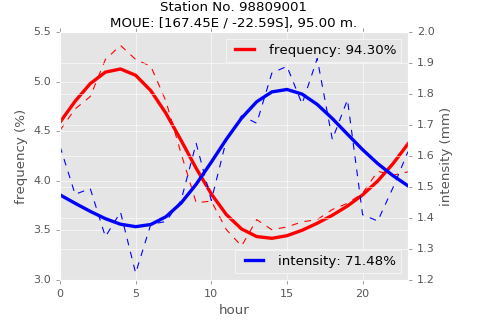 Station No. 98809001
MOUE: [167.45E / -22.59S], 95.00 m.
frequency: 94.30%
intensity: 71.48%
frequency (%)
5.5
5.0
4.5
4.0
3.5
3.0
intensity (mm)
2.0
1.9
1.8
1.7
1.6
1.5
1.4
1.3
1.2
0 5 10 15 20
hour